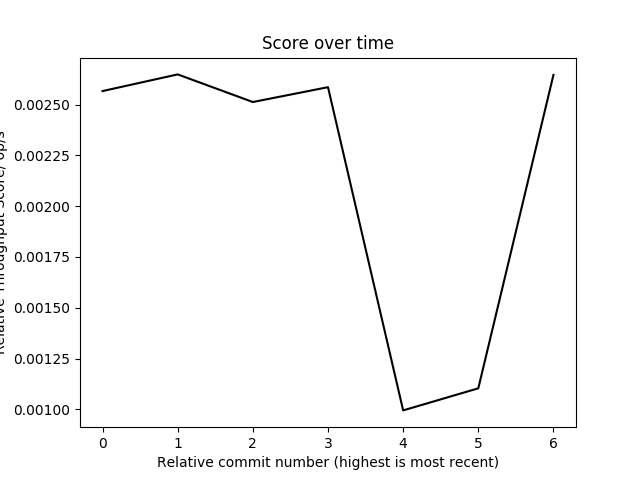 Score over time
Relative Throughput Score/ op/s
0.00250
0.00225
0.00200
0.00175
0.00150
0.00125
0.00100
0 1 2 3 4 5 6
Relative commit number (highest is most recent)